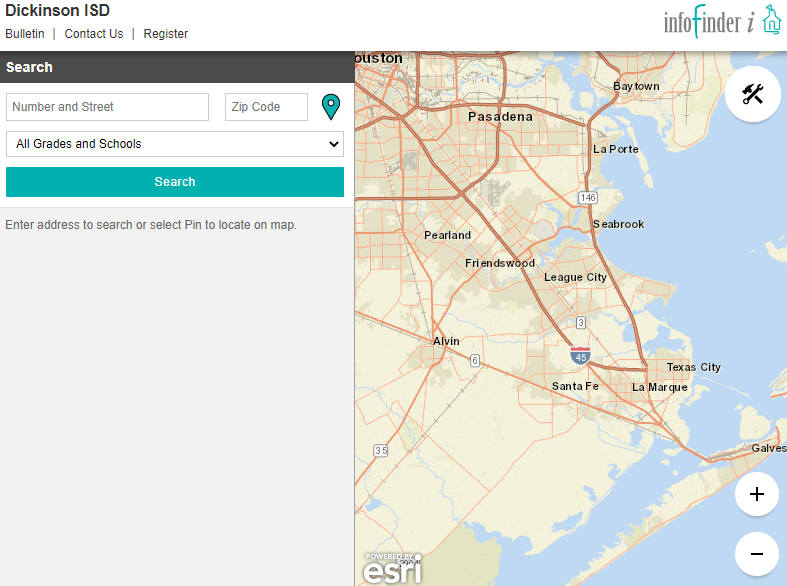 Dickinson ISD
Bulletin | Contact Us | Register
infofinder i
Search
Number and Street
Zip Code
All Grades and Schools
Search
Enter address to search or select Pin to locate on map.
ouston
Baytown
Pasadena
La Porte
146
Seabrook
Pearland
Friendswood
League City
3
Alvin
45
6
Texas City
Santa Fe
La Marque
35
Galves
+
POWERED BY
esri
−